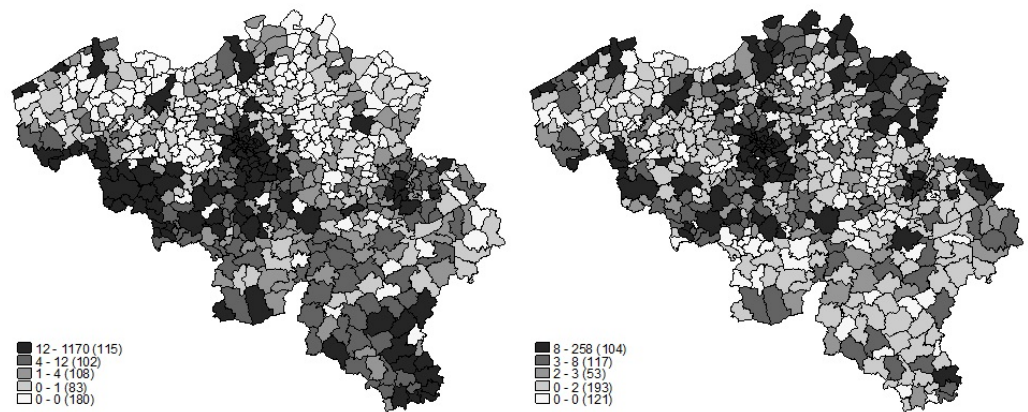 12 - 1170 (115)
4 - 12 (102)
1 - 4 (108)
0 - 1 (83)
0 - 0 (180)
8 - 258 (104)
3 - 8 (117)
2 - 3 (53)
0 - 2 (193)
0 - 0 (121)